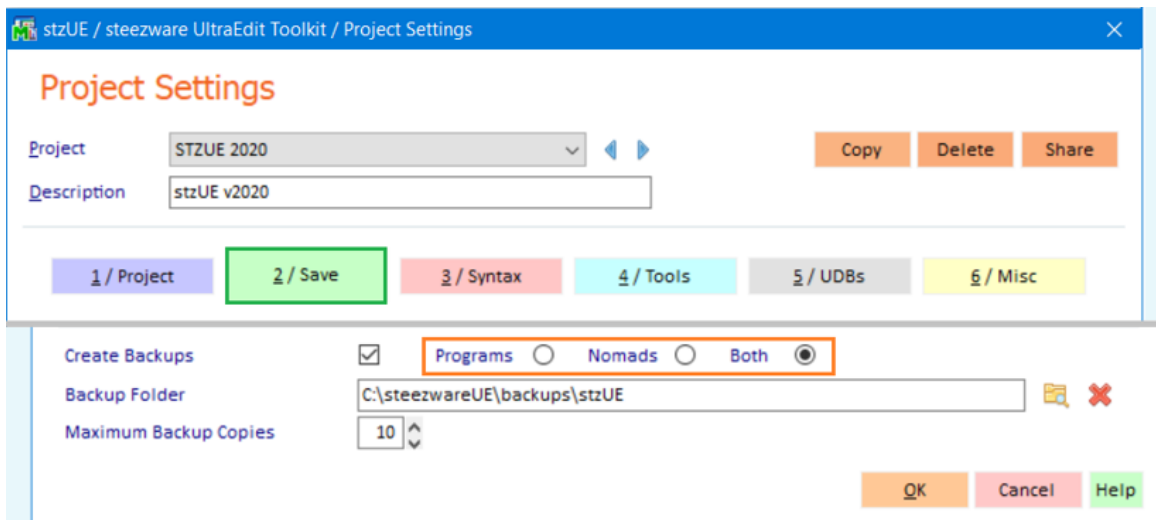 stzUE / steezware UltraEdit Toolkit / Project Settings
Project Settings
Project STZUE 2020 Copy Delete Share
Description stzUE v2020
1 / Project 2 / Save 3 / Syntax 4 / Tools 5 / UDBs 6 / Misc
Create Backups Programs Nomads Both
Backup Folder C:\steezwareUE\backups\stzUE
Maximum Backup Copies 10
OK Cancel Help